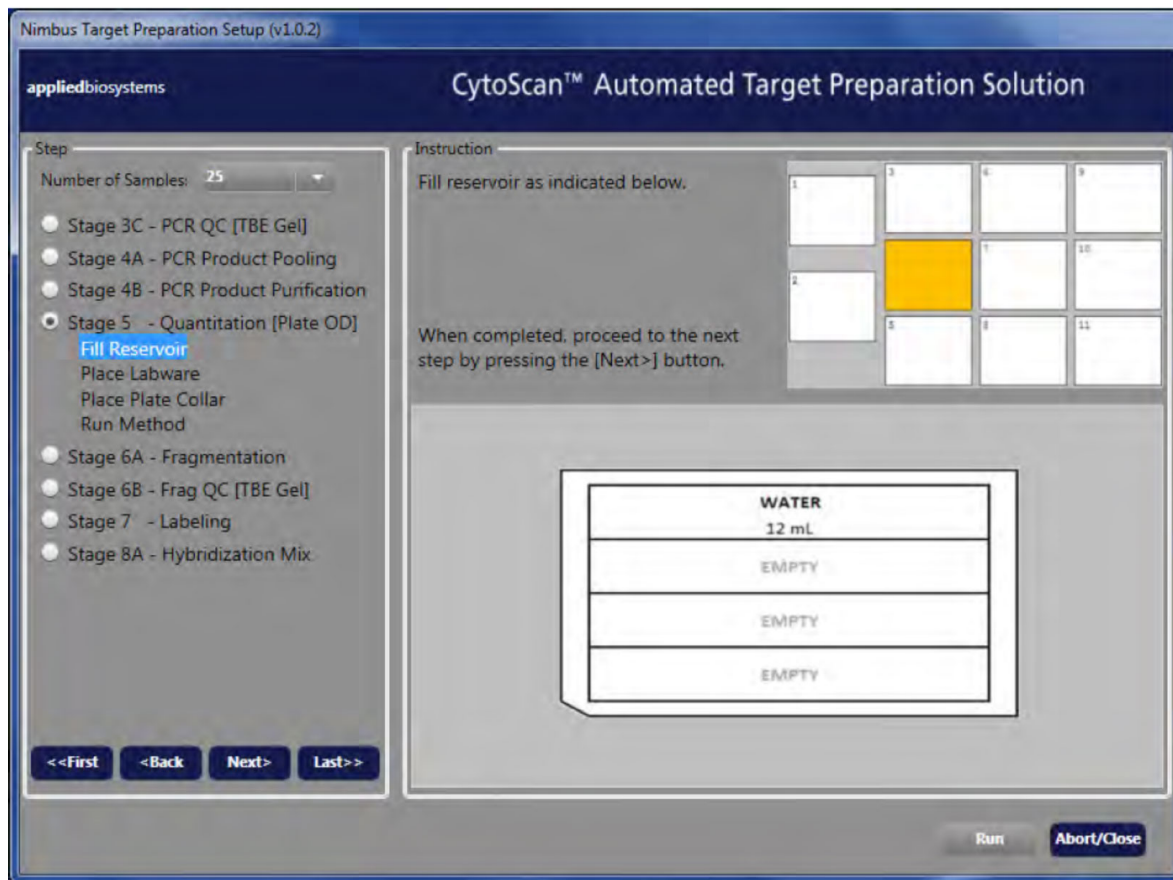 Nimbus Target Preparation Setup (v1.0.2)
appliedbiosystems
CytoScan™ Automated Target Preparation Solution
Step
Number of Samples: 25
Stage 3C - PCR QC [TBE Gel]
Stage 4A - PCR Product Pooling
Stage 4B - PCR Product Purification
Stage 5 - Quantitation [Plate OD]
Fill Reservoir
Place Labware
Place Plate Collar
Run Method
Stage 6A - Fragmentation
Stage 6B - Frag QC [TBE Gel]
Stage 7 - Labeling
Stage 8A - Hybridization Mix
<<First
<Back
Next>
Last>>
Instruction
Fill reservoir as indicated below.
When completed, proceed to the next
step by pressing the [Next>] button.
1
3
6
9
2
7
10
5
8
11
WATER
12 mL
EMPTY
EMPTY
EMPTY
Run
Abort/Close